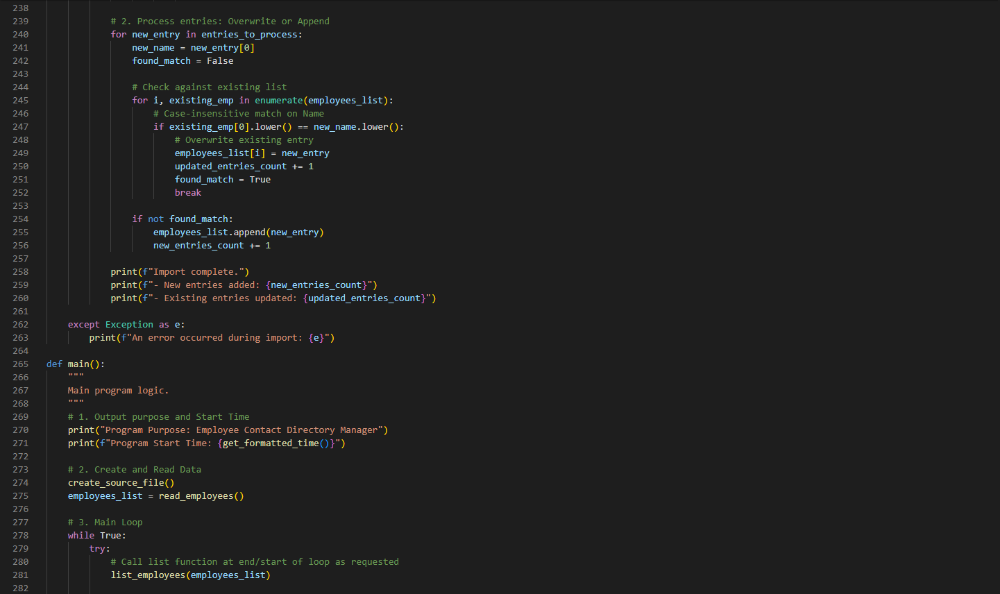 238
239 # 2. Process entries: Overwrite or Append
240 for new_entry in entries_to_process:
241 new_name = new_entry[0]
242 found_match = False
243
244 # Check against existing list
245 for i, existing_emp in enumerate(employees_list):
246 # Case-insensitive match on Name
247 if existing_emp[0].lower() == new_name.lower():
248 # Overwrite existing entry
249 employees_list[i] = new_entry
250 updated_entries_count += 1
251 found_match = True
252 break
253
254 if not found_match:
255 employees_list.append(new_entry)
256 new_entries_count += 1
257
258 print(f"Import complete.")
259 print(f"- New entries added: {new_entries_count}")
260 print(f"- Existing entries updated: {updated_entries_count}")
261
262 except Exception as e:
263 print(f"An error occurred during import: {e}")
264
265 def main():
266 """
267 Main program logic.
268 """
269 # 1. Output purpose and Start Time
270 print("Program Purpose: Employee Contact Directory Manager")
271 print(f"Program Start Time: {get_formatted_time()}")
272
273 # 2. Create and Read Data
274 create_source_file()
275 employees_list = read_employees()
276
277 # 3. Main Loop
278 while True:
279 try:
280 # Call list function at end/start of loop as requested
281 list_employees(employees_list)
282